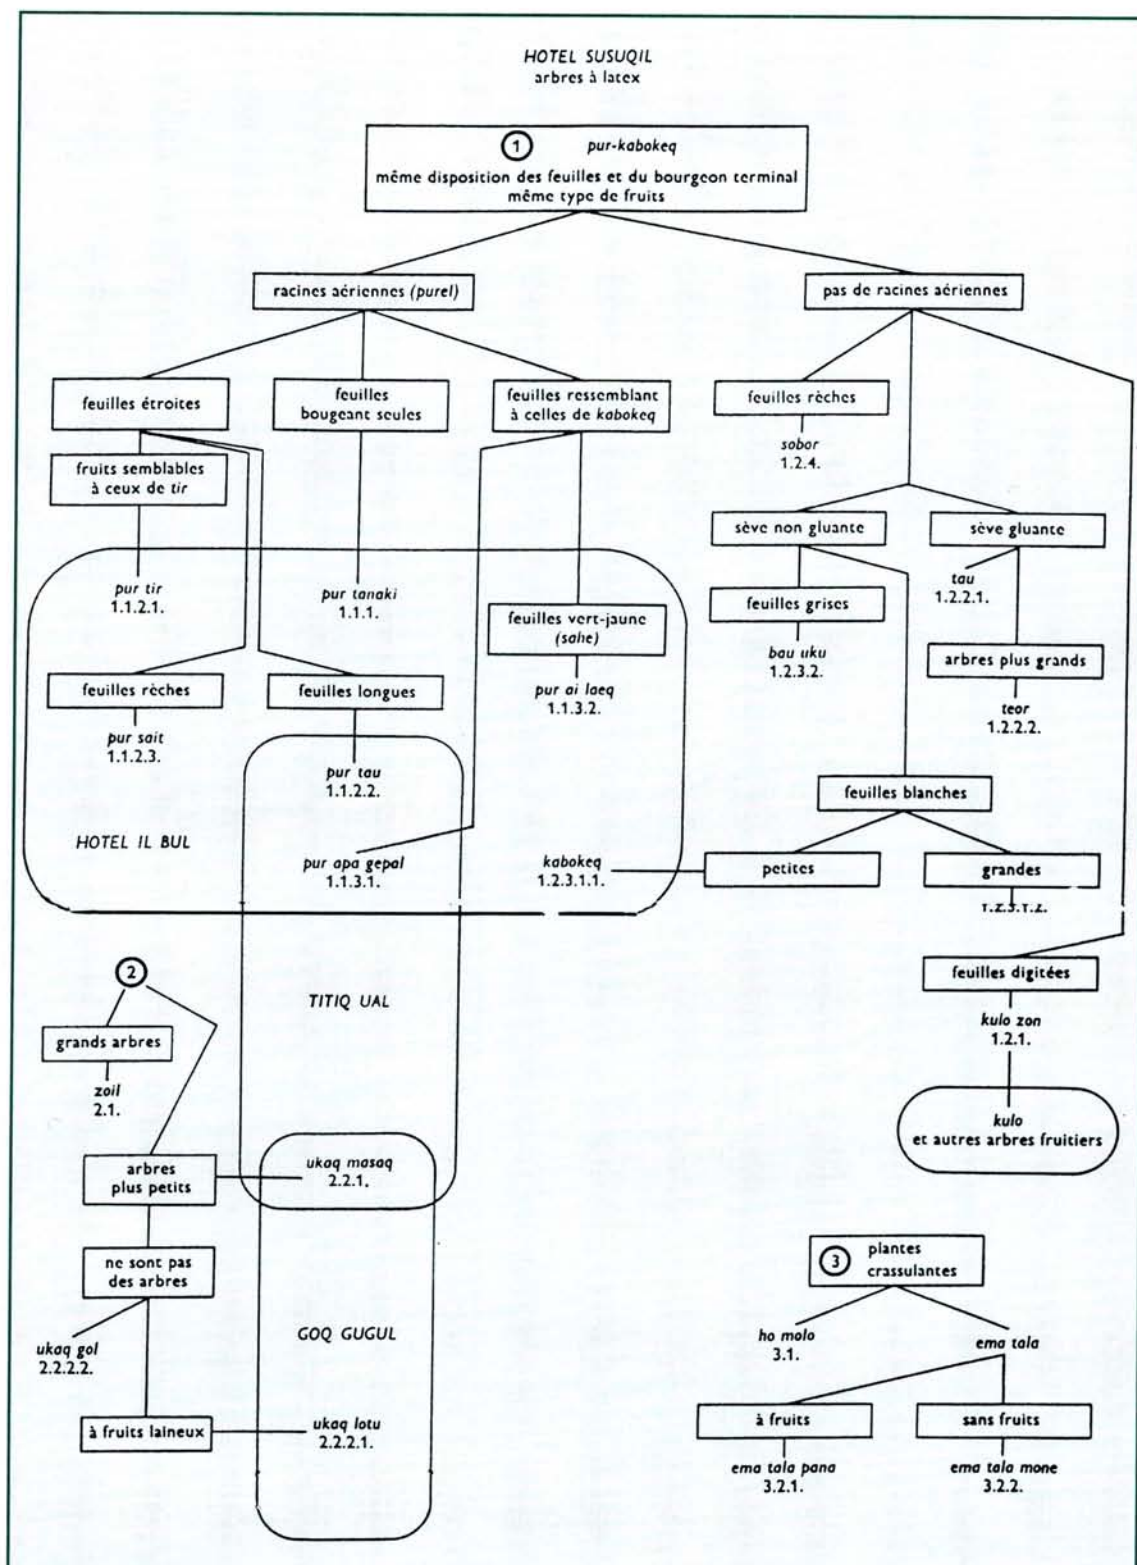 HOTEL SUSUQIL
arbres à latex
1 pur-kabokeq
même disposition des feuilles et du bourgeon terminal
même type de fruits
racines aériennes (purel)
pas de racines aériennes
feuilles étroites
feuilles
bougeant seules
feuilles ressemblant
à celles de kabokeq
feuilles rèches
fruits semblables
à ceux de tir
sobor
1.2.4.
sève non gluante
sève gluante
pur tir
1.1.2.1.
pur tanaki
1.1.1.
feuilles vert-jaune
(sahe)
feuilles grises
tau
1.2.2.1.
bau uku
1.2.3.2.
arbres plus grands
feuilles rèches
feuilles longues
pur ai laeq
1.1.3.2.
teor
1.2.2.2.
pur sait
1.1.2.3.
pur tau
1.1.2.2.
feuilles blanches
HOTEL IL BUL
pur apa gepal
1.1.3.1.
kabokeq
1.2.3.1.1.
petites
grandes
1.2.3.1.2.
2
feuilles digitées
TITIQ UAL
kulo zon
1.2.1.
grands arbres
zoil
2.1.
kulo
et autres arbres fruitiers
arbres
plus petits
ukaq masaq
2.2.1.
ne sont pas
des arbres
3 plantes
crassulantes
GOQ GUGUL
ukaq gol
2.2.2.2.
ho molo
3.1.
ema tala
à fruits laineux
ukaq lotu
2.2.2.1.
à fruits
sans fruits
ema tala pana
3.2.1.
ema tala mone
3.2.2.